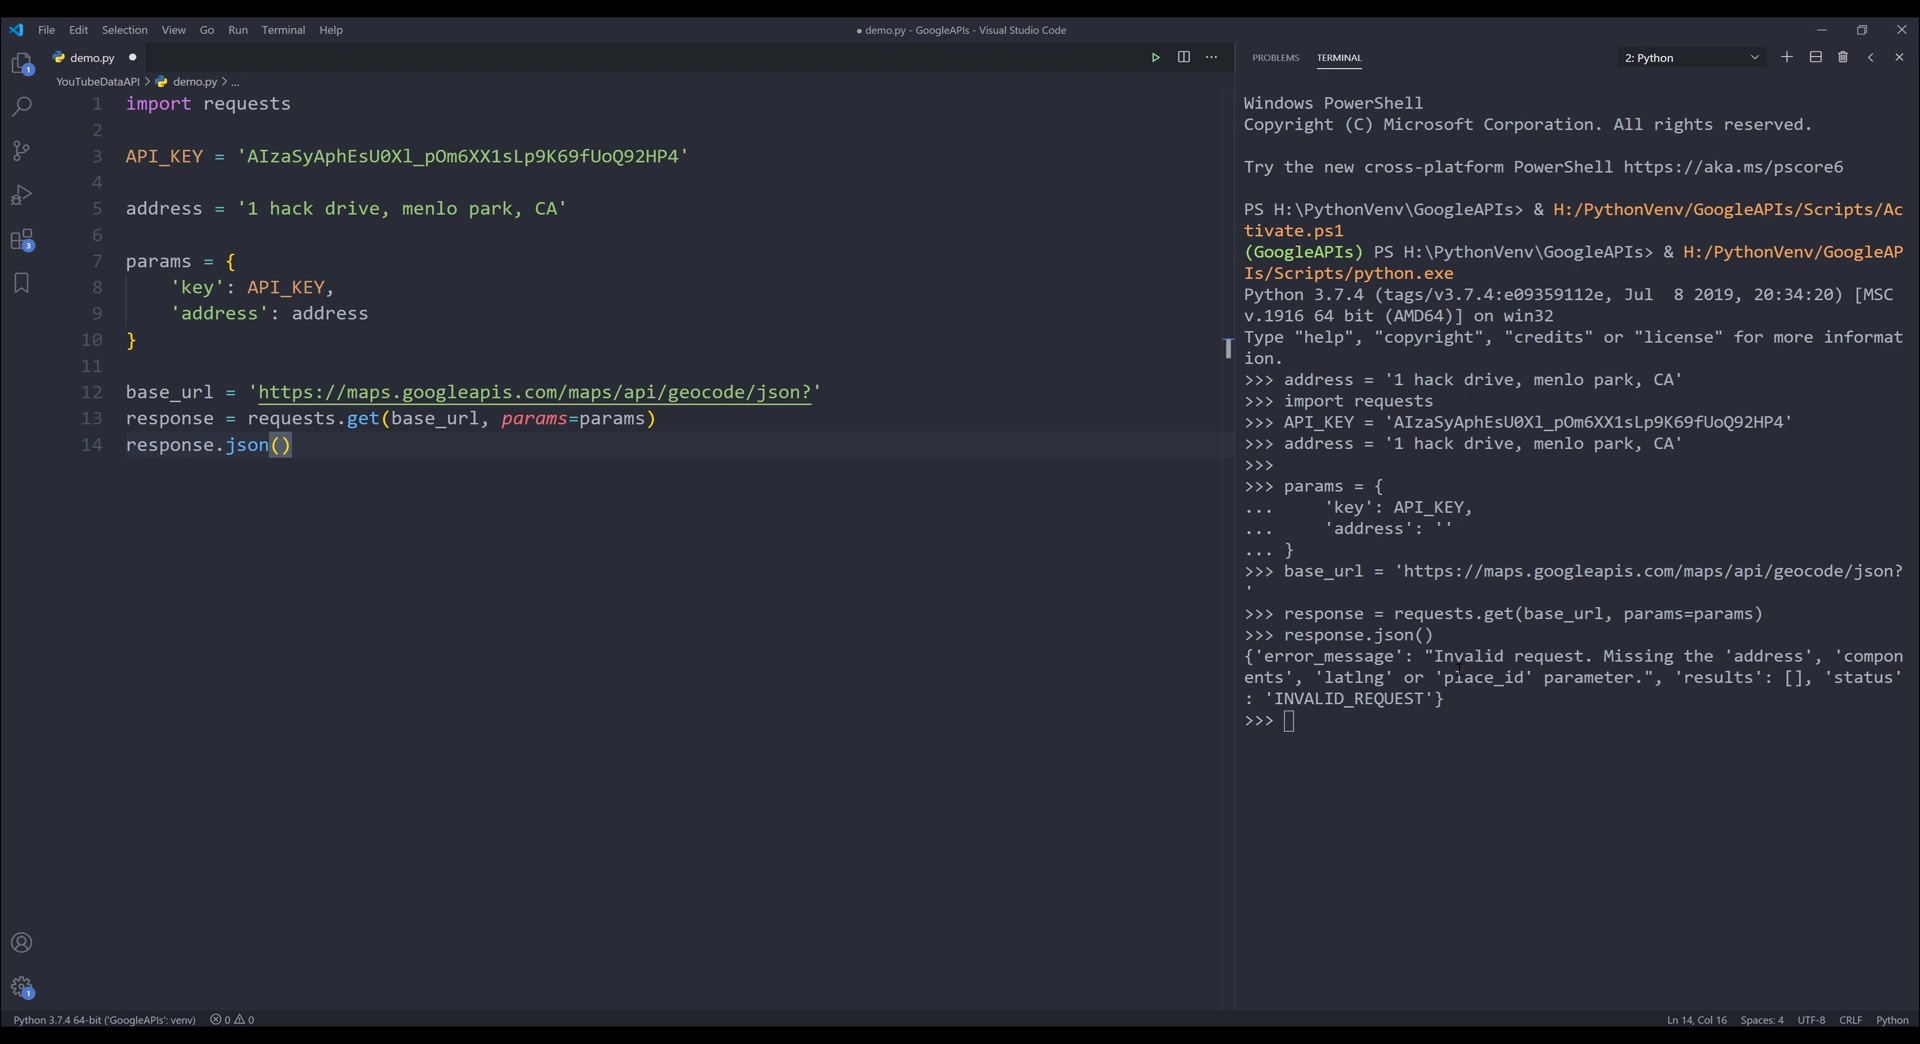 File Edit Selection View Go Run Terminal Help
● demo.py - GoogleAPIs - Visual Studio Code
demo.py
YouTubeDataAPI > demo.py > ...
1 import requests
2
3 API_KEY = 'AIzaSyAphEsU0Xl_pOm6XX1sLp9K69fUoQ92HP4'
4
5 address = '1 hack drive, menlo park, CA'
6
7 params = {
8 'key': API_KEY,
9 'address': address
10 }
11
12 base_url = 'https://maps.googleapis.com/maps/api/geocode/json?'
13 response = requests.get(base_url, params=params)
14 response.json()
PROBLEMS TERMINAL 2: Python
Windows PowerShell
Copyright (C) Microsoft Corporation. All rights reserved.
Try the new cross-platform PowerShell https://aka.ms/pscore6
PS H:\PythonVenv\GoogleAPIs> & H:/PythonVenv/GoogleAPIs/Scripts/Ac
tivate.ps1
(GoogleAPIs) PS H:\PythonVenv\GoogleAPIs> & H:/PythonVenv/GoogleAP
Is/Scripts/python.exe
Python 3.7.4 (tags/v3.7.4:e09359112e, Jul 8 2019, 20:34:20) [MSC
v.1916 64 bit (AMD64)] on win32
Type "help", "copyright", "credits" or "license" for more informat
ion.
>>> address = '1 hack drive, menlo park, CA'
>>> import requests
>>> API_KEY = 'AIzaSyAphEsU0Xl_pOm6XX1sLp9K69fUoQ92HP4'
>>> address = '1 hack drive, menlo park, CA'
>>>
>>> params = {
... 'key': API_KEY,
... 'address': ''
... }
>>> base_url = 'https://maps.googleapis.com/maps/api/geocode/json?
'
>>> response = requests.get(base_url, params=params)
>>> response.json()
{'error_message': "Invalid request. Missing the 'address', 'compon
ents', 'latlng' or 'place_id' parameter.", 'results': [], 'status'
: 'INVALID_REQUEST'}
>>>
1
3
1
Python 3.7.4 64-bit ('GoogleAPIs': venv) 0 0
Ln 14, Col 16 Spaces: 4 UTF-8 CRLF Python